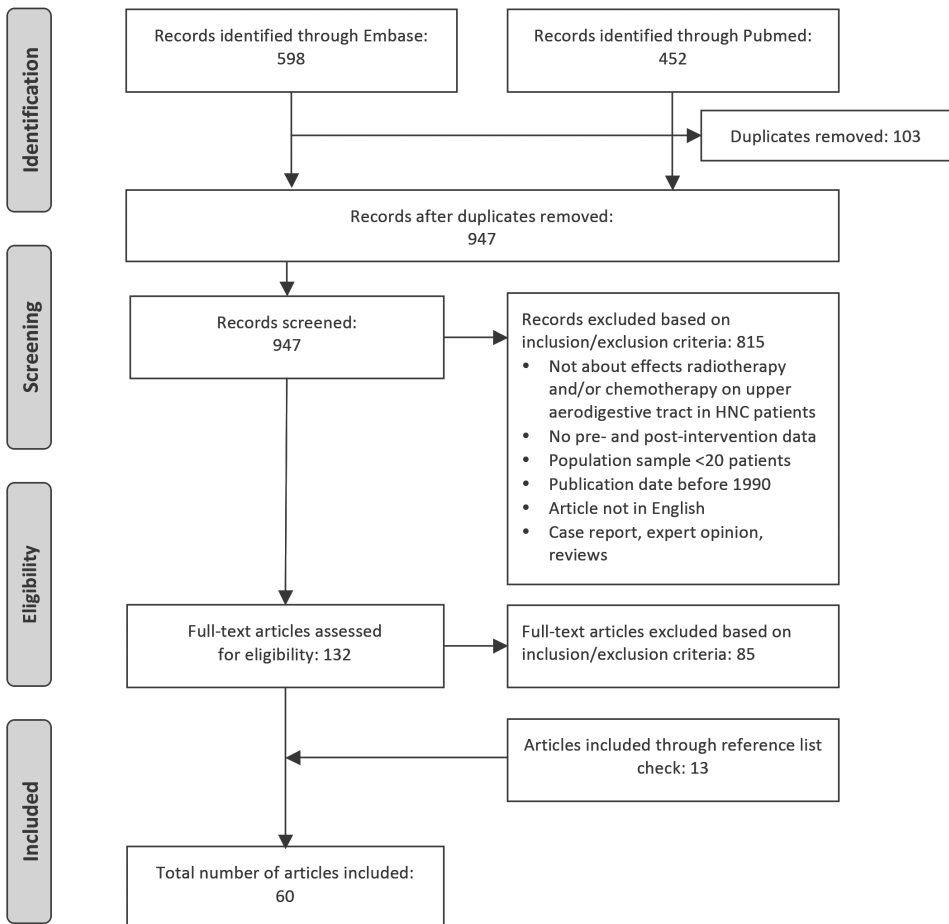 Identification
Records identified through Embase:
598
Records identified through Pubmed:
452
Duplicates removed: 103
Records after duplicates removed:
947
Screening
Records screened:
947
Records excluded based on
inclusion/exclusion criteria: 815
• Not about effects radiotherapy
and/or chemotherapy on upper
aerodigestive tract in HNC patients
• No pre- and post-intervention data
• Population sample <20 patients
• Publication date before 1990
• Article not in English
• Case report, expert opinion,
reviews
Eligibility
Full-text articles assessed
for eligibility: 132
Full-text articles excluded based on
inclusion/exclusion criteria: 85
Included
Articles included through reference list
check: 13
Total number of articles included:
60